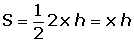 S = 1/2 2x h = x h